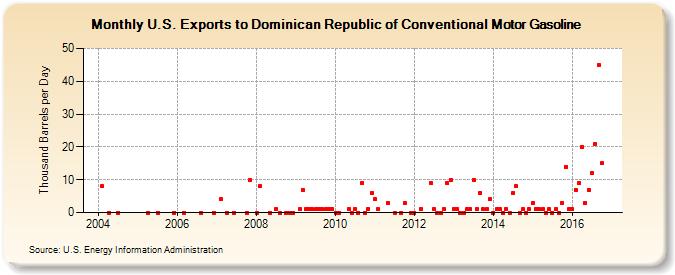 Monthly U.S. Exports to Dominican Republic of Conventional Motor Gasoline
Thousand Barrels per Day
50
40
30
20
10
0
2004 2006 2008 2010 2012 2014 2016
Source: U.S. Energy Information Administration